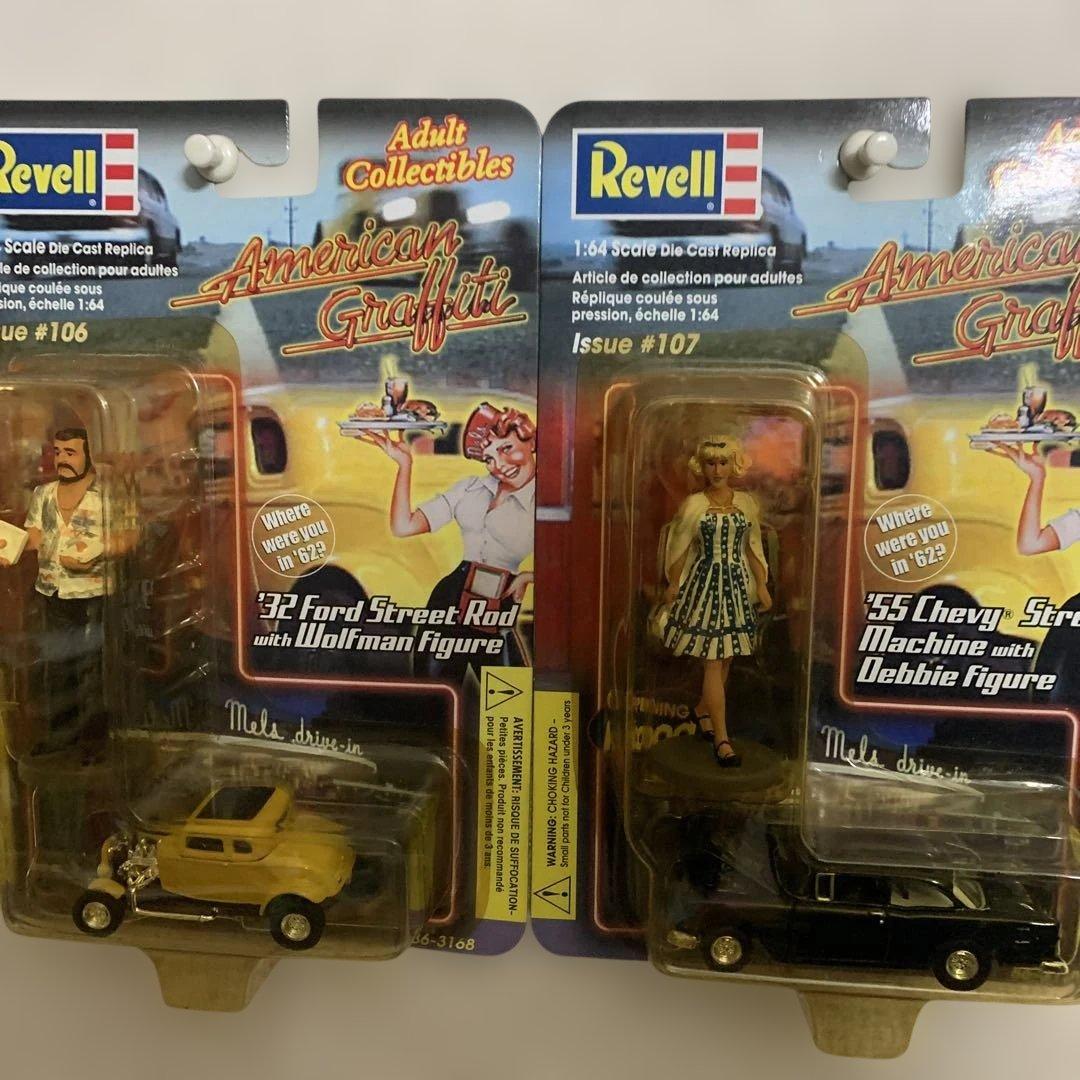 Revell
Adult
Collectibles
Scale Die Cast Replica
de collection pour adultes
coulée sous
échelle 1:64
American
Graffiti
#106
Where
were you
in '62?
'32 Ford Street Rod
with Wolfman Figure
Mels drive-in
AVERTISSEMENT: RISQUE DE SUFFOCATION–
Petites pièces. Produit non recommandé
pour les enfants de moins de 3 ans.
86-3168
Revell
1:64 Scale Die Cast Replica
Article de collection pour adultes
Réplique coulée sous
pression, échelle 1:64
American
Issue #107
Where
were you
in '62?
'55 Chevy®
Machine with
Debbie Figure
Mels drive-in
WARNING: CHOKING HAZARD –
Small parts not for Children under 3 years